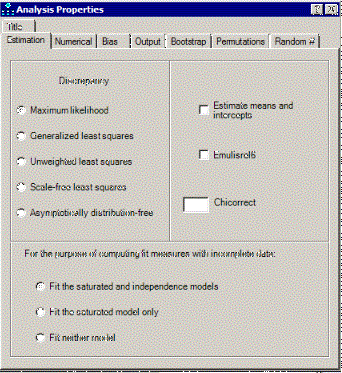 Analysis Properties
Title
Estimation Numerical Bias Output Bootstrap Permutations Random #
Discrepancy
Maximum likelihood
Generalized least squares
Unweighted least squares
Scale-free least squares
Asymptotically distribution-free
Estimate means and
intercepts
Emulisrel6
Chicorrect
For the purpose of computing fit measures with incomplete data:
Fit the saturated and independence models
Fit the saturated model only
Fit neither model